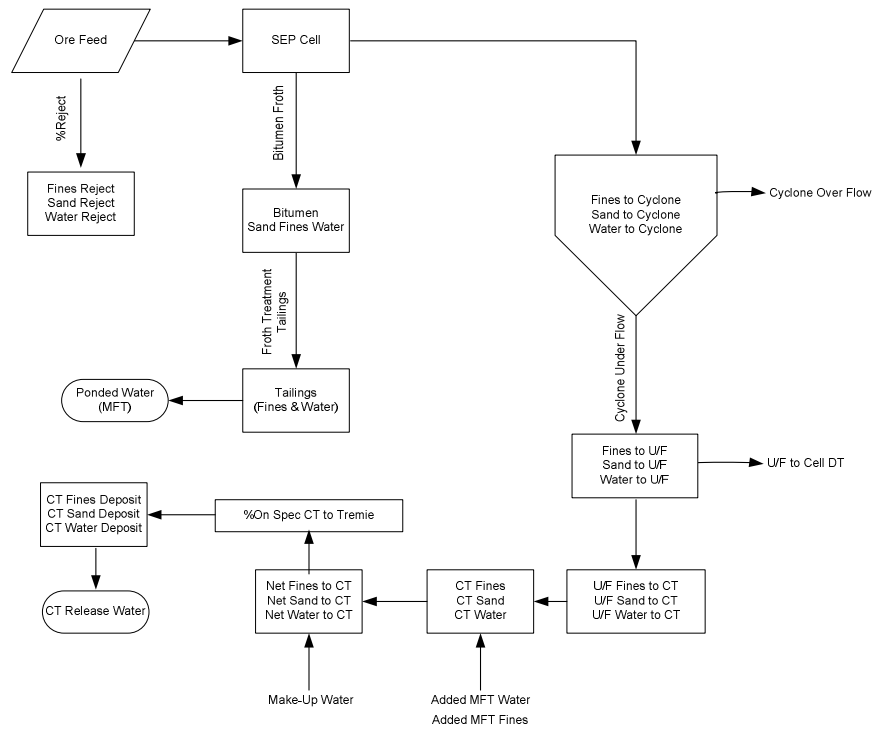 Ore Feed
SEP Cell
%Reject
Bitumen Froth
Fines Reject
Sand Reject
Water Reject
Bitumen
Sand Fines Water
Fines to Cyclone
Sand to Cyclone
Water to Cyclone
Cyclone Over Flow
Froth Treatment
Tailings
Cyclone Under Flow
Ponded Water
(MFT)
Tailings
(Fines & Water)
Fines to U/F
Sand to U/F
Water to U/F
U/F to Cell DT
CT Fines Deposit
CT Sand Deposit
CT Water Deposit
%On Spec CT to Tremie
CT Release Water
Net Fines to CT
Net Sand to CT
Net Water to CT
CT Fines
CT Sand
CT Water
U/F Fines to CT
U/F Sand to CT
U/F Water to CT
Make-Up Water
Added MFT Water
Added MFT Fines